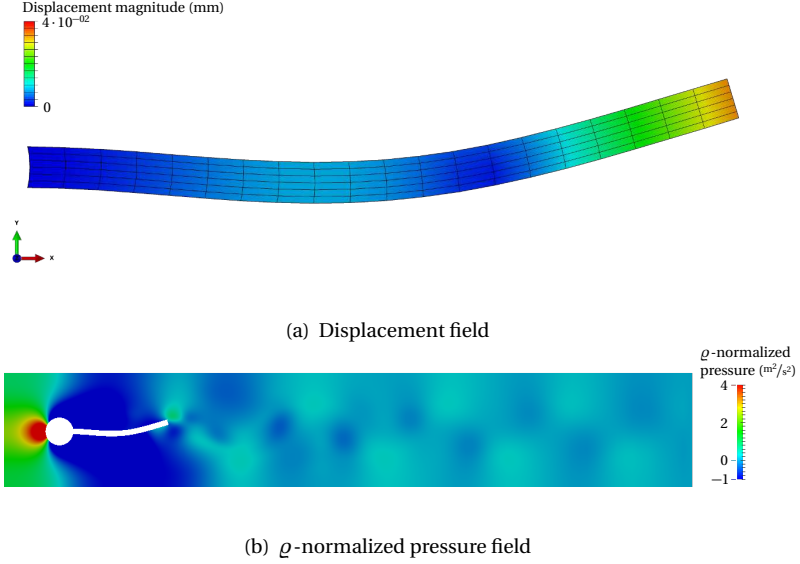 Displacement magnitude (mm)
4·10⁻⁰²
0
Y
X
(a) Displacement field
ϱ-normalized
pressure (m²/s²)
4
2
0
−1
(b) ϱ-normalized pressure field